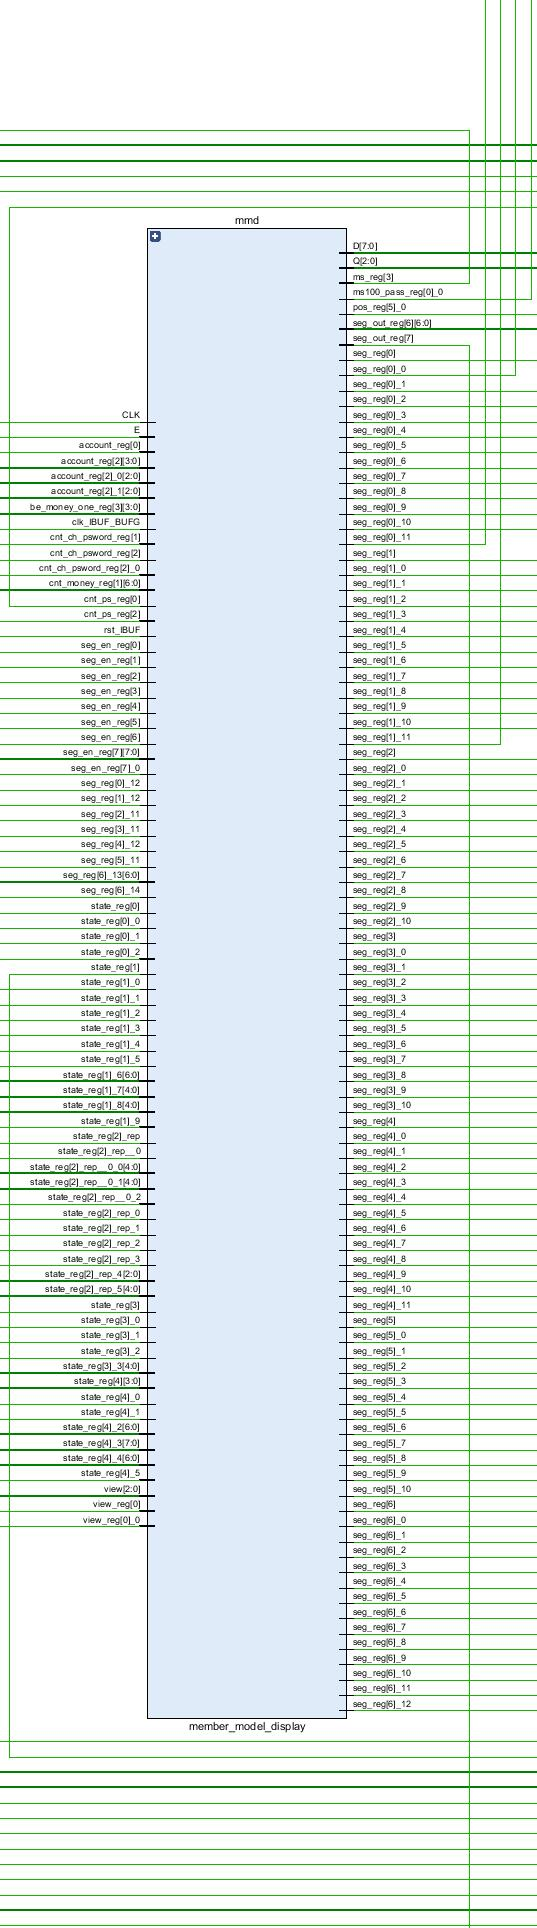 mmd
D[7:0]
Q[2:0]
ms_reg[3]
ms100_pass_reg[0]_0
pos_reg[5]_0
seg_out_reg[6][6:0]
seg_out_reg[7]
seg_reg[0]
seg_reg[0]_0
seg_reg[0]_1
seg_reg[0]_2
seg_reg[0]_3
seg_reg[0]_4
seg_reg[0]_5
seg_reg[0]_6
seg_reg[0]_7
seg_reg[0]_8
seg_reg[0]_9
seg_reg[0]_10
seg_reg[0]_11
seg_reg[1]
seg_reg[1]_0
seg_reg[1]_1
seg_reg[1]_2
seg_reg[1]_3
seg_reg[1]_4
seg_reg[1]_5
seg_reg[1]_6
seg_reg[1]_7
seg_reg[1]_8
seg_reg[1]_9
seg_reg[1]_10
seg_reg[1]_11
seg_reg[2]
seg_reg[2]_0
seg_reg[2]_1
seg_reg[2]_2
seg_reg[2]_3
seg_reg[2]_4
seg_reg[2]_5
seg_reg[2]_6
seg_reg[2]_7
seg_reg[2]_8
seg_reg[2]_9
seg_reg[2]_10
seg_reg[3]
seg_reg[3]_0
seg_reg[3]_1
seg_reg[3]_2
seg_reg[3]_3
seg_reg[3]_4
seg_reg[3]_5
seg_reg[3]_6
seg_reg[3]_7
seg_reg[3]_8
seg_reg[3]_9
seg_reg[3]_10
seg_reg[4]
seg_reg[4]_0
seg_reg[4]_1
seg_reg[4]_2
seg_reg[4]_3
seg_reg[4]_4
seg_reg[4]_5
seg_reg[4]_6
seg_reg[4]_7
seg_reg[4]_8
seg_reg[4]_9
seg_reg[4]_10
seg_reg[4]_11
seg_reg[5]
seg_reg[5]_0
seg_reg[5]_1
seg_reg[5]_2
seg_reg[5]_3
seg_reg[5]_4
seg_reg[5]_5
seg_reg[5]_6
seg_reg[5]_7
seg_reg[5]_8
seg_reg[5]_9
seg_reg[5]_10
seg_reg[6]
seg_reg[6]_0
seg_reg[6]_1
seg_reg[6]_2
seg_reg[6]_3
seg_reg[6]_4
seg_reg[6]_5
seg_reg[6]_6
seg_reg[6]_7
seg_reg[6]_8
seg_reg[6]_9
seg_reg[6]_10
seg_reg[6]_11
seg_reg[6]_12
CLK
E
account_reg[0]
account_reg[2][3:0]
account_reg[2]_0[2:0]
account_reg[2]_1[2:0]
be_money_one_reg[3][3:0]
clk_IBUF_BUFG
cnt_ch_psword_reg[1]
cnt_ch_psword_reg[2]
cnt_ch_psword_reg[2]_0
cnt_money_reg[1][6:0]
cnt_ps_reg[0]
cnt_ps_reg[2]
rst_IBUF
seg_en_reg[0]
seg_en_reg[1]
seg_en_reg[2]
seg_en_reg[3]
seg_en_reg[4]
seg_en_reg[5]
seg_en_reg[6]
seg_en_reg[7][7:0]
seg_en_reg[7]_0
seg_reg[0]_12
seg_reg[1]_12
seg_reg[2]_11
seg_reg[3]_11
seg_reg[4]_12
seg_reg[5]_11
seg_reg[6]_13[6:0]
seg_reg[6]_14
state_reg[0]
state_reg[0]_0
state_reg[0]_1
state_reg[0]_2
state_reg[1]
state_reg[1]_0
state_reg[1]_1
state_reg[1]_2
state_reg[1]_3
state_reg[1]_4
state_reg[1]_5
state_reg[1]_6[6:0]
state_reg[1]_7[4:0]
state_reg[1]_8[4:0]
state_reg[1]_9
state_reg[2]_rep
state_reg[2]_rep__0
state_reg[2]_rep__0_0[4:0]
state_reg[2]_rep__0_1[4:0]
state_reg[2]_rep__0_2
state_reg[2]_rep_0
state_reg[2]_rep_1
state_reg[2]_rep_2
state_reg[2]_rep_3
state_reg[2]_rep_4[2:0]
state_reg[2]_rep_5[4:0]
state_reg[3]
state_reg[3]_0
state_reg[3]_1
state_reg[3]_2
state_reg[3]_3[4:0]
state_reg[4][3:0]
state_reg[4]_0
state_reg[4]_1
state_reg[4]_2[6:0]
state_reg[4]_3[7:0]
state_reg[4]_4[6:0]
state_reg[4]_5
view[2:0]
view_reg[0]
view_reg[0]_0
member_model_display